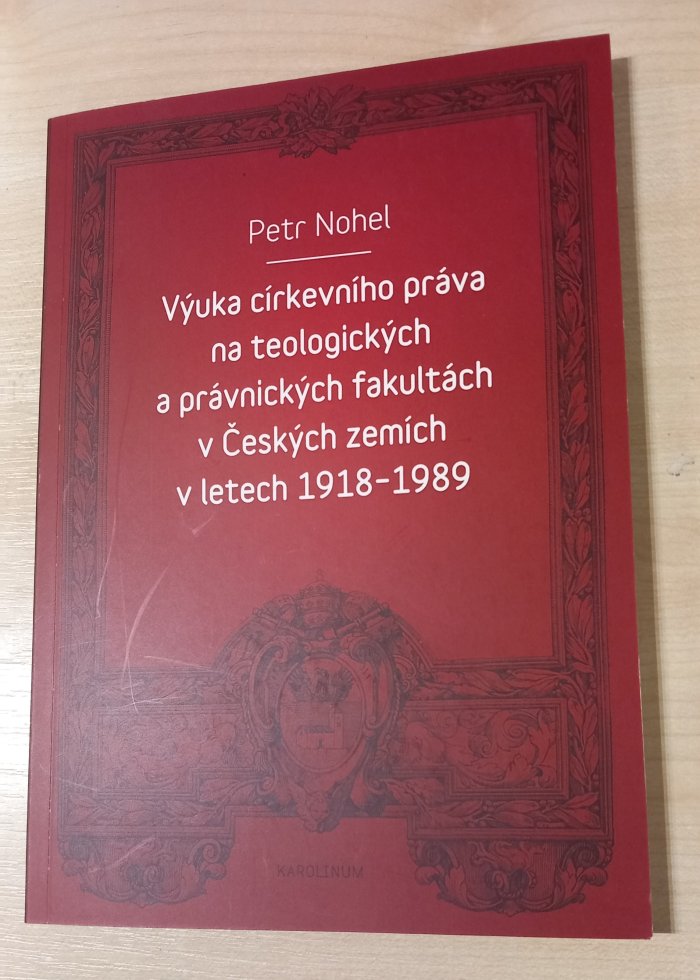 Petr Nohel
Výuka církevního práva
na teologických
a právnických fakultách
v Českých zemích
v letech 1918–1989
KAROLINUM